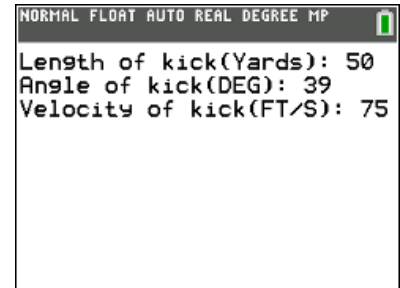 NORMAL FLOAT AUTO REAL DEGREE MP
Length of kick(Yards): 50
Angle of kick(DEG): 39
Velocity of kick(FT/S): 75